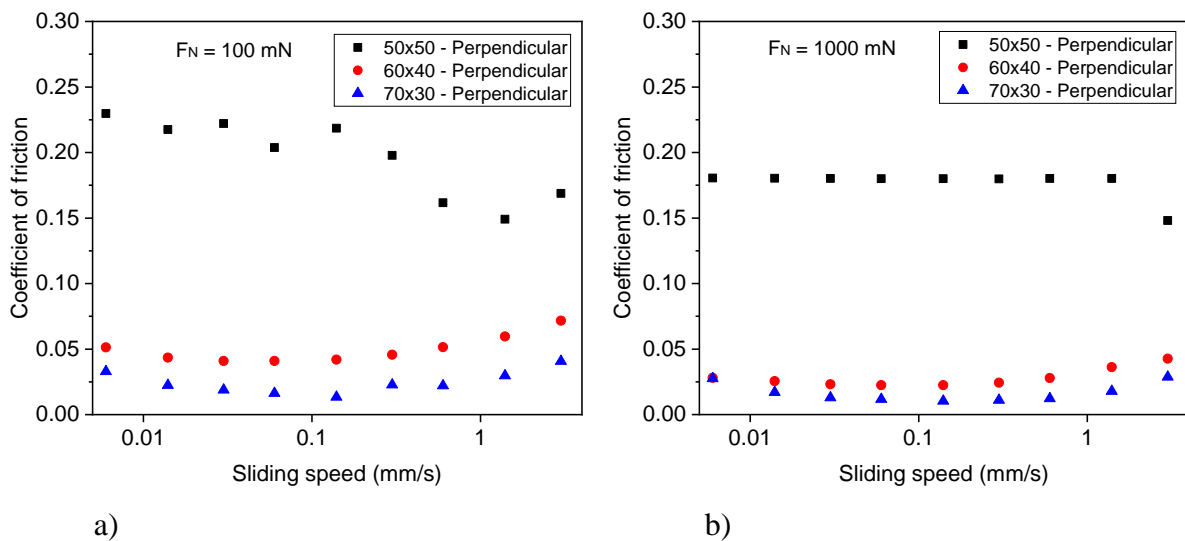 0.30
0.25
0.20
0.15
0.10
0.05
0.00
Coefficient of friction
FN = 100 mN
50x50 - Perpendicular
60x40 - Perpendicular
70x30 - Perpendicular
0.01 0.1 1
Sliding speed (mm/s)
a)
0.30
0.25
0.20
0.15
0.10
0.05
0.00
Coefficient of friction
FN = 1000 mN
50x50 - Perpendicular
60x40 - Perpendicular
70x30 - Perpendicular
0.01 0.1 1
Sliding speed (mm/s)
b)